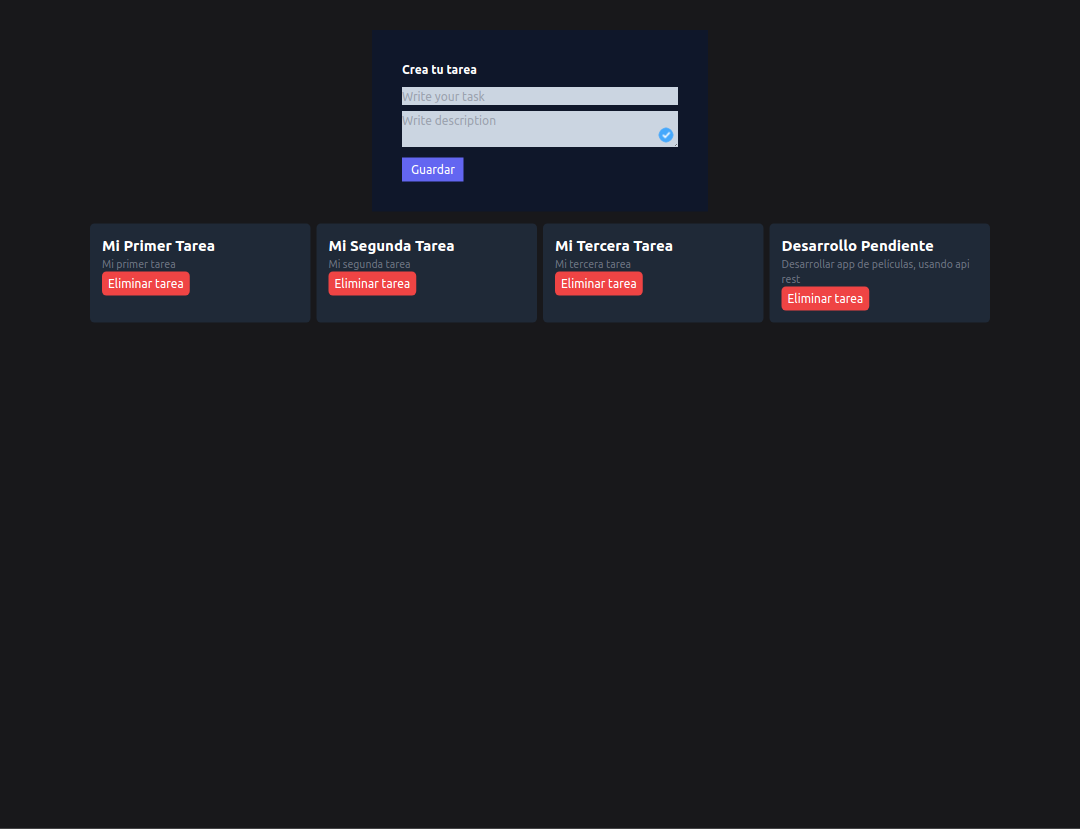 Crea tu tarea
Write your task
Write description
Guardar
Mi Primer Tarea
Mi primer tarea
Eliminar tarea
Mi Segunda Tarea
Mi segunda tarea
Eliminar tarea
Mi Tercera Tarea
Mi tercera tarea
Eliminar tarea
Desarrollo Pendiente
Desarrollar app de peliculas, usando api
rest
Eliminar tarea